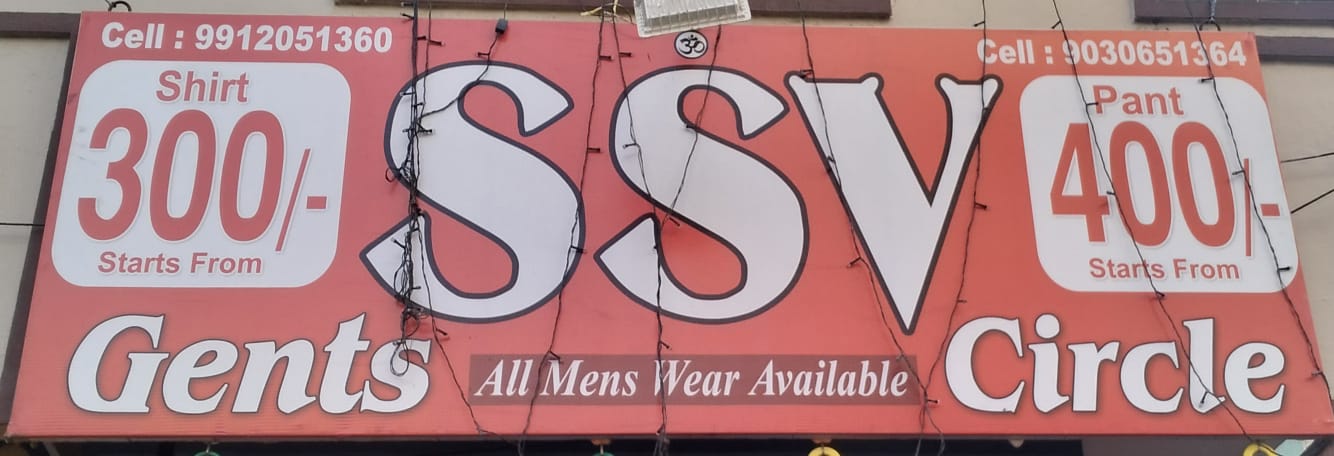 Cell : 9912051360
Cell : 9030651364
Shirt
300/-
Starts From
SSV
Pant
400/-
Starts From
Gents
All Mens Wear Available
Circle
ॐ